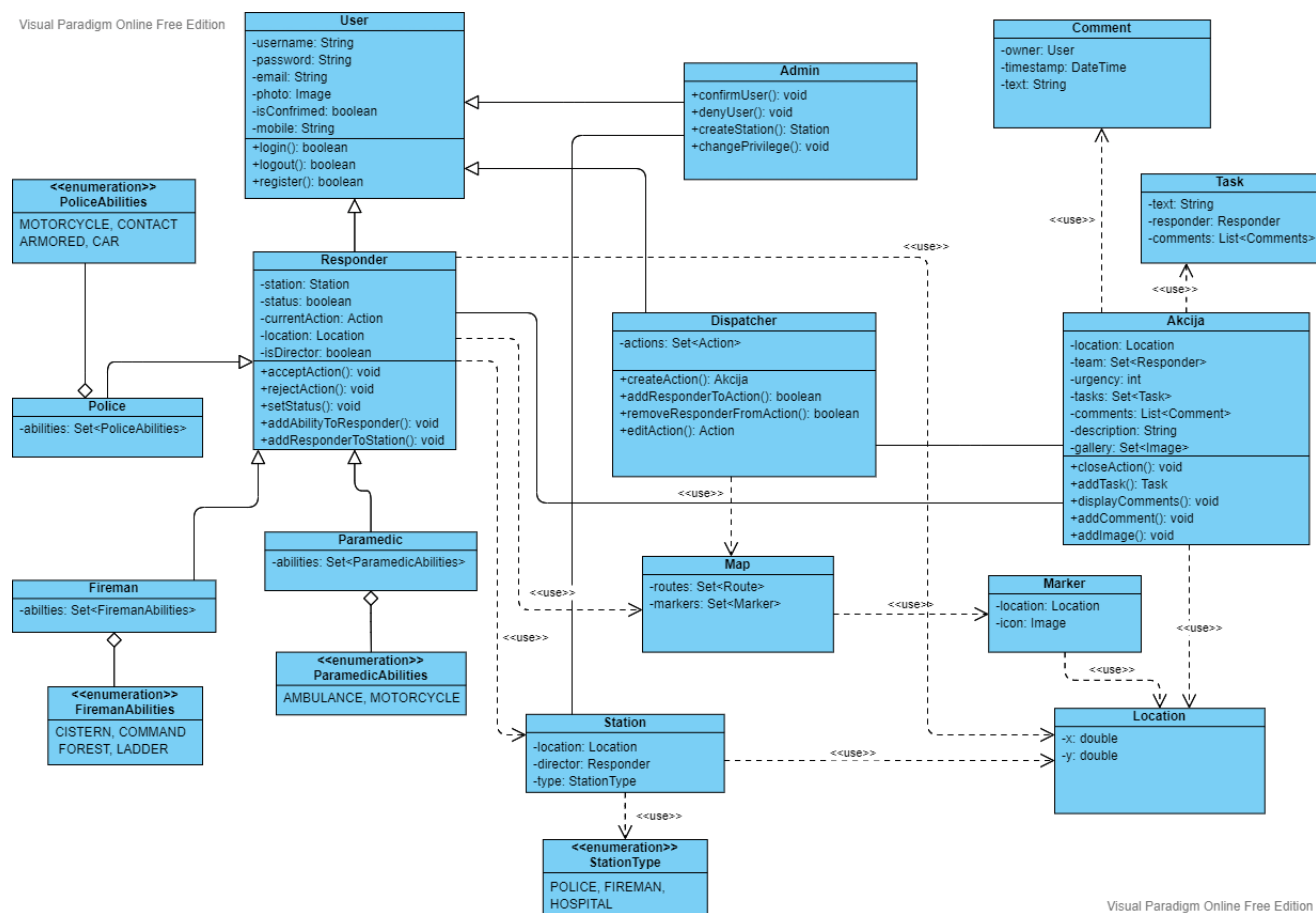 Visual Paradigm Online Free Edition
User
-username: String
-password: String
-email: String
-photo: Image
-isConfrimed: boolean
-mobile: String
+login(): boolean
+logout(): boolean
+register(): boolean
Admin
+confirmUser(): void
+denyUser(): void
+createStation(): Station
+changePrivilege(): void
Comment
-owner: User
-timestamp: DateTime
-text: String
<<use>>
Task
-text: String
-responder: Responder
-comments: List<Comments>
<<use>>
<<enumeration>>
PoliceAbilities
MOTORCYCLE, CONTACT
ARMORED, CAR
Responder
-station: Station
-status: boolean
-currentAction: Action
-location: Location
-isDirector: boolean
+acceptAction(): void
+rejectAction(): void
+setStatus(): void
+addAbilityToResponder(): void
+addResponderToStation(): void
<<use>>
Dispatcher
-actions: Set<Action>
+createAction(): Akcija
+addResponderToAction(): boolean
+removeResponderFromAction(): boolean
+editAction(): Action
<<use>>
Akcija
-location: Location
-team: Set<Responder>
-urgency: int
-tasks: Set<Task>
-comments: List<Comment>
-description: String
-gallery: Set<Image>
+closeAction(): void
+addTask(): Task
+displayComments(): void
+addComment(): void
+addImage(): void
Police
-abilities: Set<PoliceAbilities>
Paramedic
-abilities: Set<ParamedicAbilities>
Fireman
-abilties: Set<FiremanAbilities>
<<use>>
<<use>>
Map
-routes: Set<Route>
-markers: Set<Marker>
<<use>>
Marker
-location: Location
-icon: Image
<<use>>
<<use>>
<<enumeration>>
ParamedicAbilities
AMBULANCE, MOTORCYCLE
<<enumeration>>
FiremanAbilities
CISTERN, COMMAND
FOREST, LADDER
Station
-location: Location
-director: Responder
-type: StationType
<<use>>
Location
-x: double
-y: double
<<use>>
<<enumeration>>
StationType
POLICE, FIREMAN,
HOSPITAL
Visual Paradigm Online Free Edition